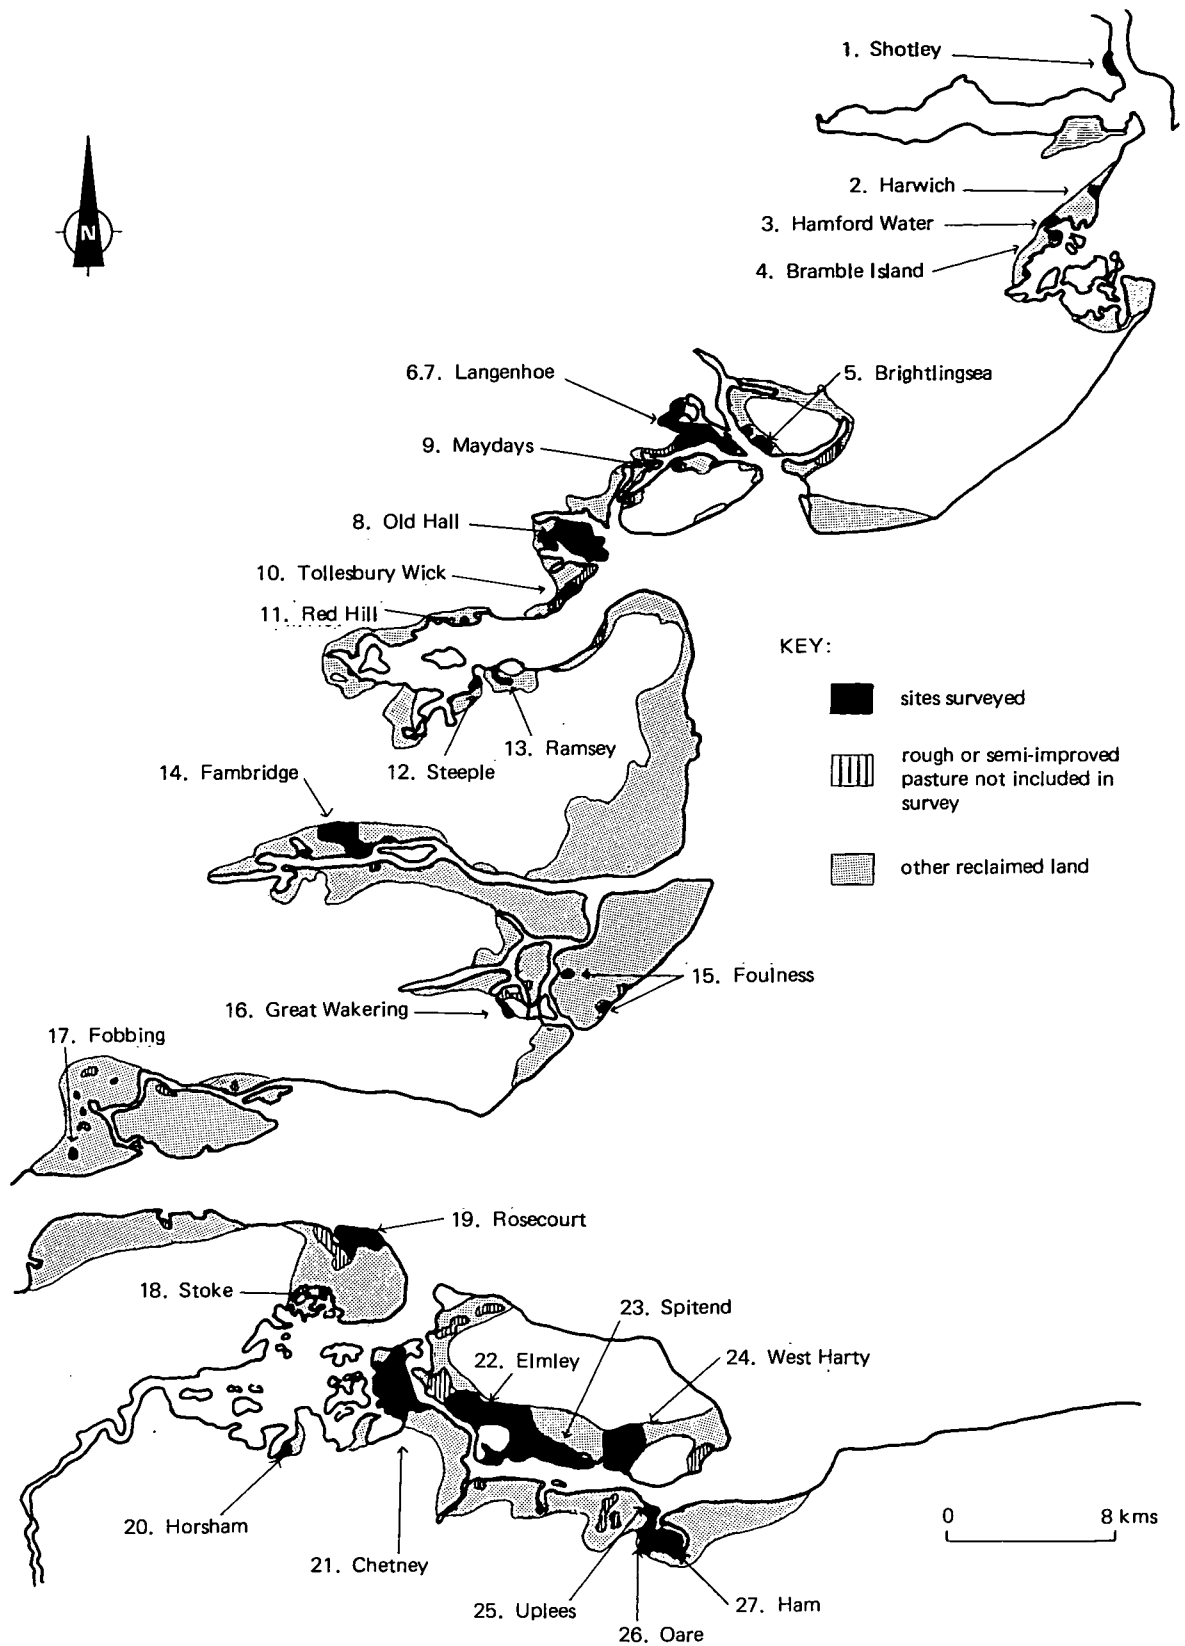 1. Shotley
N
2. Harwich
3. Hamford Water
4. Bramble Island
6.7. Langenhoe
5. Brightlingsea
9. Maydays
8. Old Hall
10. Tollesbury Wick
11. Red Hill
KEY:
sites surveyed
13. Ramsey
12. Steeple
14. Fambridge
rough or semi-improved
pasture not included in
survey
other reclaimed land
15. Foulness
16. Great Wakering
17. Fobbing
19. Rosecourt
18. Stoke
23. Spitend
22. Elmley
24. West Harty
20. Horsham
0 8 kms
21. Chetney
25. Uplees
27. Ham
26. Oare